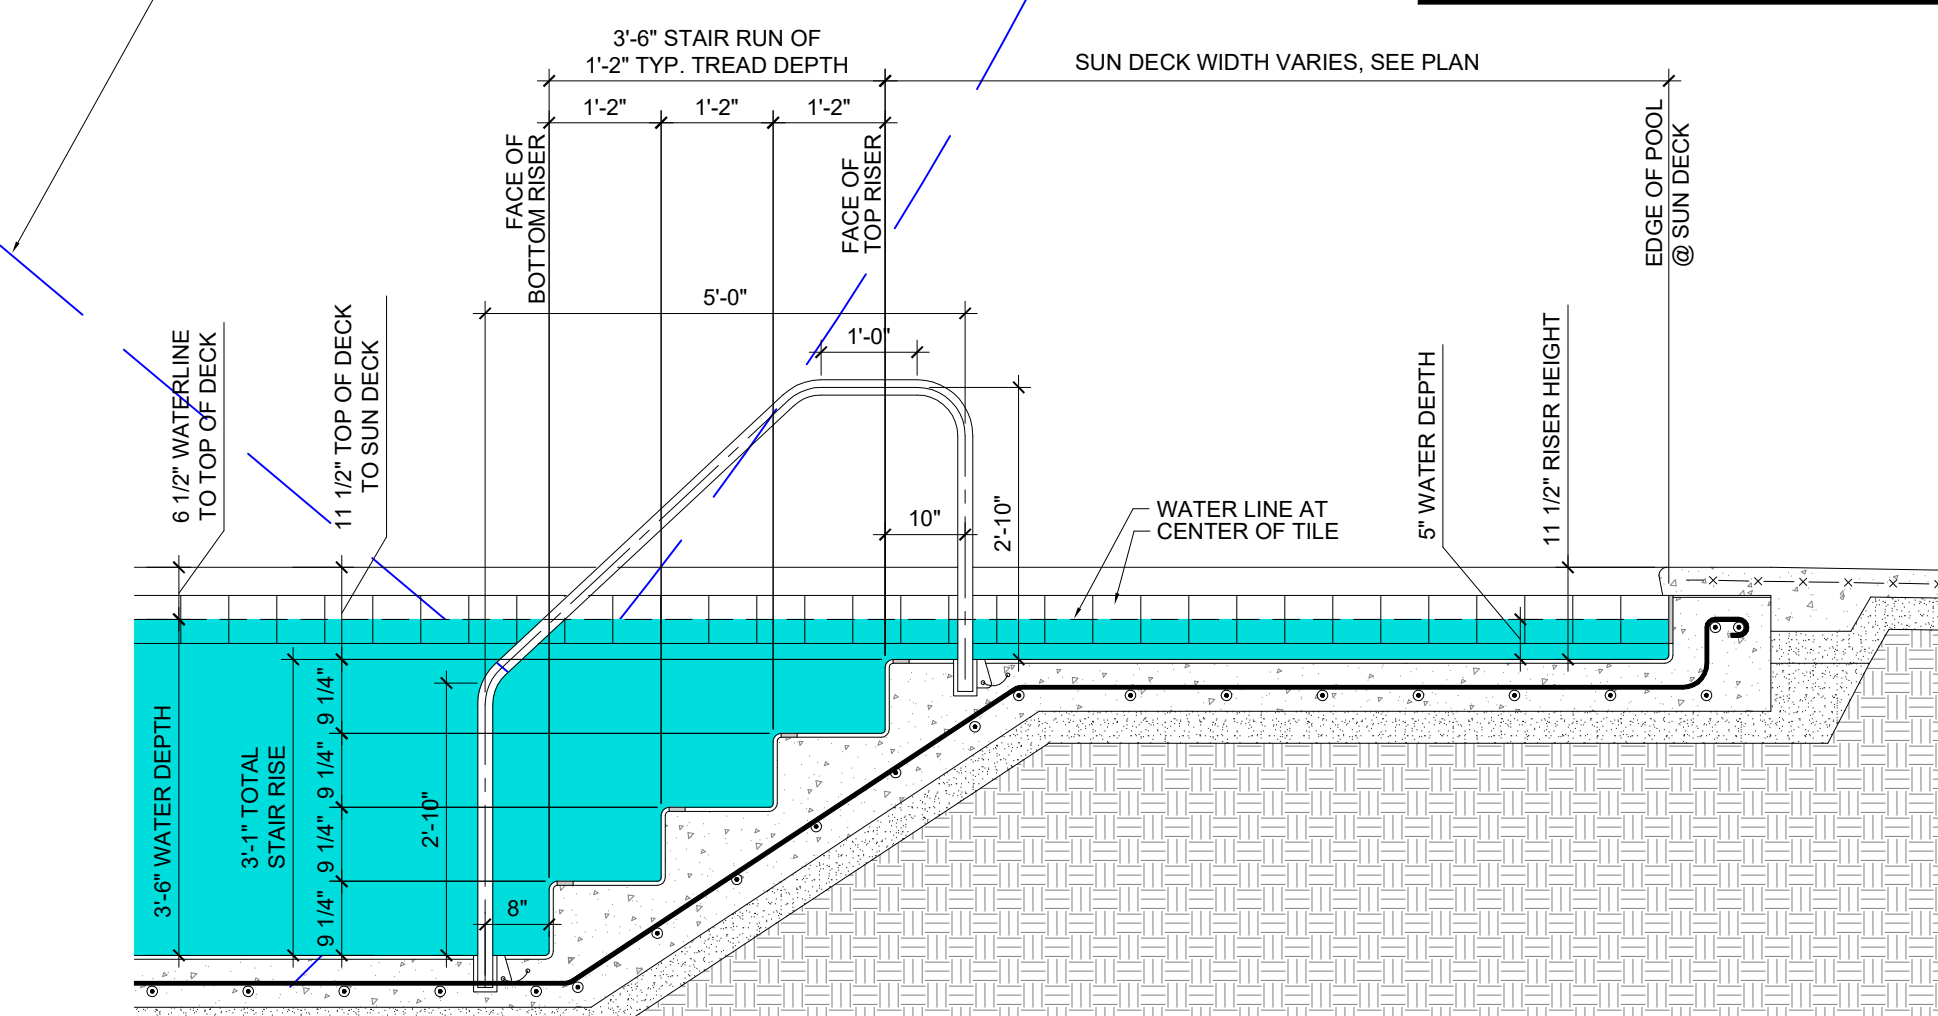 3'-6" STAIR RUN OF
1'-2" TYP. TREAD DEPTH
SUN DECK WIDTH VARIES, SEE PLAN
1'-2"
1'-2"
1'-2"
FACE OF
BOTTOM RISER
FACE OF
TOP RISER
EDGE OF POOL
@ SUN DECK
5'-0"
1'-0"
6 1/2" WATERLINE
TO TOP OF DECK
11 1/2" TOP OF DECK
TO SUN DECK
10"
2'-10"
WATER LINE AT
CENTER OF TILE
5" WATER DEPTH
11 1/2" RISER HEIGHT
3'-6" WATER DEPTH
3'-1" TOTAL
STAIR RISE
9 1/4"
9 1/4"
9 1/4"
9 1/4"
2'-10"
8"